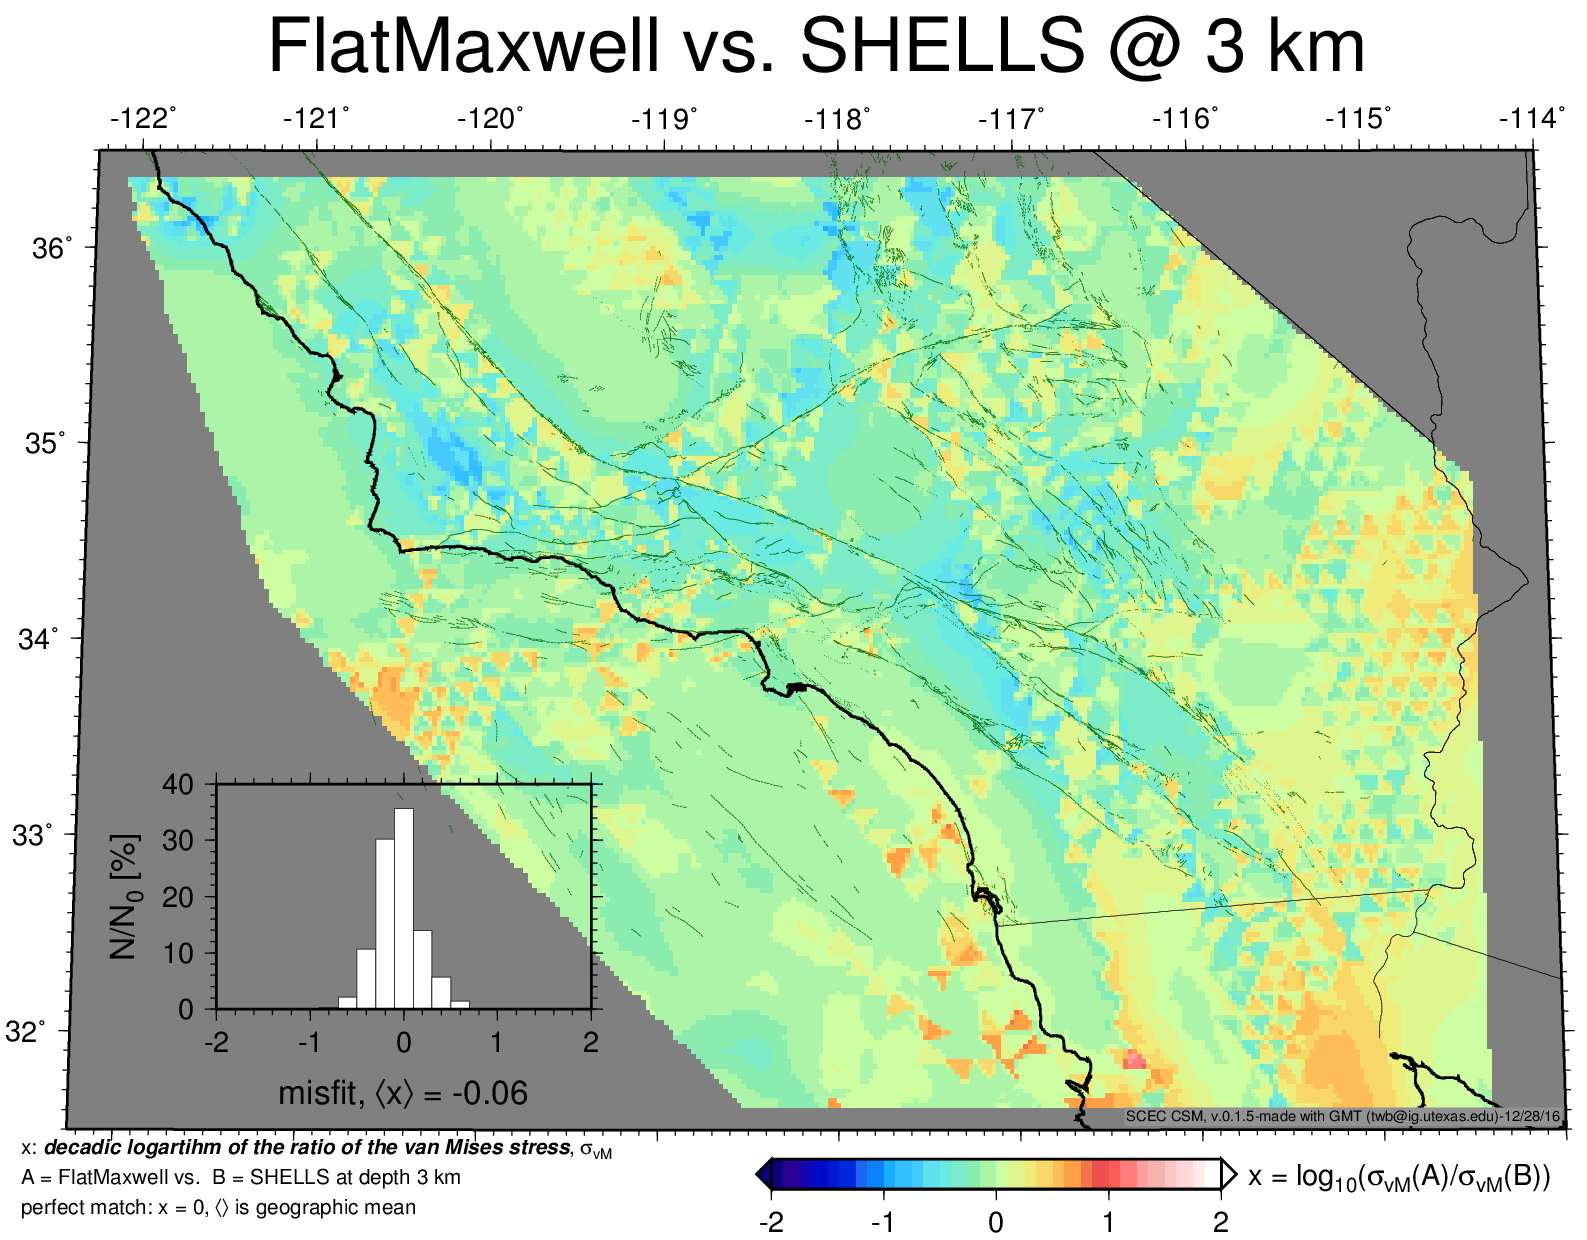 FlatMaxwell vs. SHELLS @ 3 km
-122˚ -121˚ -120˚ -119˚ -118˚ -117˚ -116˚ -115˚ -114˚
36˚
35˚
34˚
33˚
32˚
40
30
20
10
0
N/N0 [%]
-2 -1 0 1 2
misfit, ⟨x⟩ = -0.06
SCEC CSM, v.0.1.5-made with GMT (twb@ig.utexas.edu)-12/28/16
x: decadic logartihm of the ratio of the van Mises stress, σvM
A = FlatMaxwell vs. B = SHELLS at depth 3 km
perfect match: x = 0, ⟨⟩ is geographic mean
x = log10(σvM(A)/σvM(B))
-2 -1 0 1 2